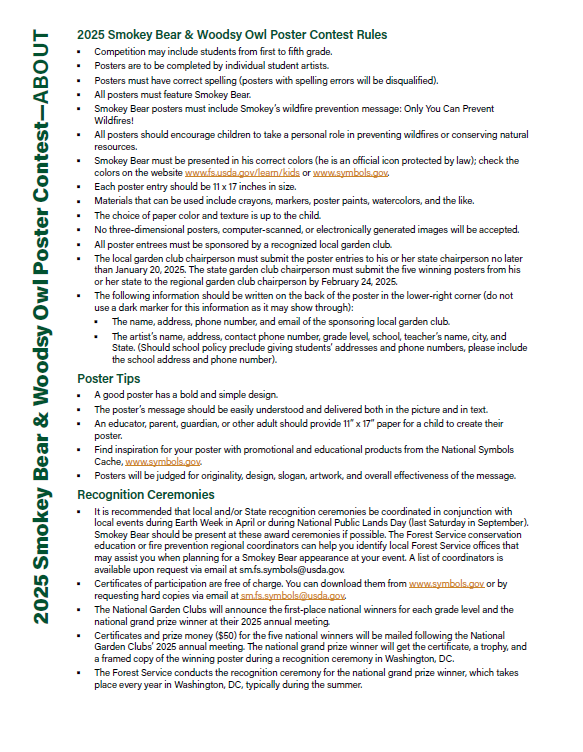 2025 Smokey Bear & Woodsy Owl Poster Contest—ABOUT
2025 Smokey Bear & Woodsy Owl Poster Contest Rules
▪ Competition may include students from first to fifth grade.
▪ Posters are to be completed by individual student artists.
▪ Posters must have correct spelling (posters with spelling errors will be disqualified).
▪ All posters must feature Smokey Bear.
▪ Smokey Bear posters must include Smokey's wildfire prevention message: Only You Can Prevent
Wildfires!
▪ All posters should encourage children to take a personal role in preventing wildfires or conserving natural
resources.
▪ Smokey Bear must be presented in his correct colors (he is an official icon protected by law); check the
colors on the website www.fs.usda.gov/learn/kids or www.symbols.gov.
▪ Each poster entry should be 11 x 17 inches in size.
▪ Materials that can be used include crayons, markers, poster paints, watercolors, and the like.
▪ The choice of paper color and texture is up to the child.
▪ No three-dimensional posters, computer-scanned, or electronically generated images will be accepted.
▪ All poster entrees must be sponsored by a recognized local garden club.
▪ The local garden club chairperson must submit the poster entries to his or her state chairperson no later
than January 20, 2025. The state garden club chairperson must submit the five winning posters from his
or her state to the regional garden club chairperson by February 24, 2025.
▪ The following information should be written on the back of the poster in the lower-right corner (do not
use a dark marker for this information as it may show through):
▪ The name, address, phone number, and email of the sponsoring local garden club.
▪ The artist's name, address, contact phone number, grade level, school, teacher's name, city, and
State. (Should school policy preclude giving students' addresses and phone numbers, please include
the school address and phone number).
Poster Tips
▪ A good poster has a bold and simple design.
▪ The poster's message should be easily understood and delivered both in the picture and in text.
▪ An educator, parent, guardian, or other adult should provide 11" x 17" paper for a child to create their
poster.
▪ Find inspiration for your poster with promotional and educational products from the National Symbols
Cache, www.symbols.gov.
▪ Posters will be judged for originality, design, slogan, artwork, and overall effectiveness of the message.
Recognition Ceremonies
▪ It is recommended that local and/or State recognition ceremonies be coordinated in conjunction with
local events during Earth Week in April or during National Public Lands Day (last Saturday in September).
Smokey Bear should be present at these award ceremonies if possible. The Forest Service conservation
education or fire prevention regional coordinators can help you identify local Forest Service offices that
may assist you when planning for a Smokey Bear appearance at your event. A list of coordinators is
available upon request via email at sm.fs.symbols@usda.gov.
▪ Certificates of participation are free of charge. You can download them from www.symbols.gov or by
requesting hard copies via email at sm.fs.symbols@usda.gov.
▪ The National Garden Clubs will announce the first-place national winners for each grade level and the
national grand prize winner at their 2025 annual meeting.
▪ Certificates and prize money ($50) for the five national winners will be mailed following the National
Garden Clubs' 2025 annual meeting. The national grand prize winner will get the certificate, a trophy, and
a framed copy of the winning poster during a recognition ceremony in Washington, DC.
▪ The Forest Service conducts the recognition ceremony for the national grand prize winner, which takes
place every year in Washington, DC, typically during the summer.